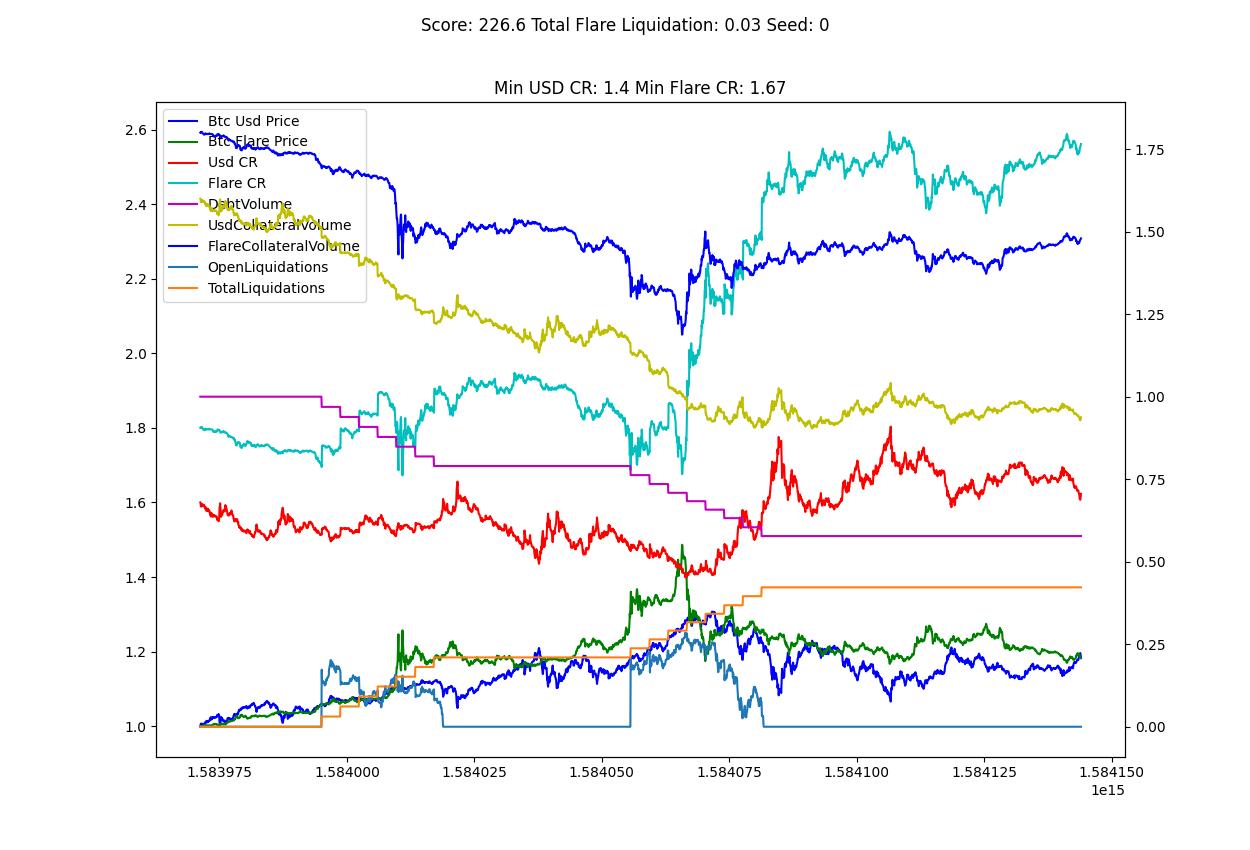 Score: 226.6 Total Flare Liquidation: 0.03 Seed: 0
Min USD CR: 1.4 Min Flare CR: 1.67
Btc Usd Price
Btc Flare Price
Usd CR
Flare CR
DebtVolume
UsdCollateralVolume
FlareCollateralVolume
OpenLiquidations
TotalLiquidations
2.6
2.4
2.2
2.0
1.8
1.6
1.4
1.2
1.0
1.75
1.50
1.25
1.00
0.75
0.50
0.25
0.00
1.583975
1.584000
1.584025
1.584050
1.584075
1.584100
1.584125
1.584150
1e15